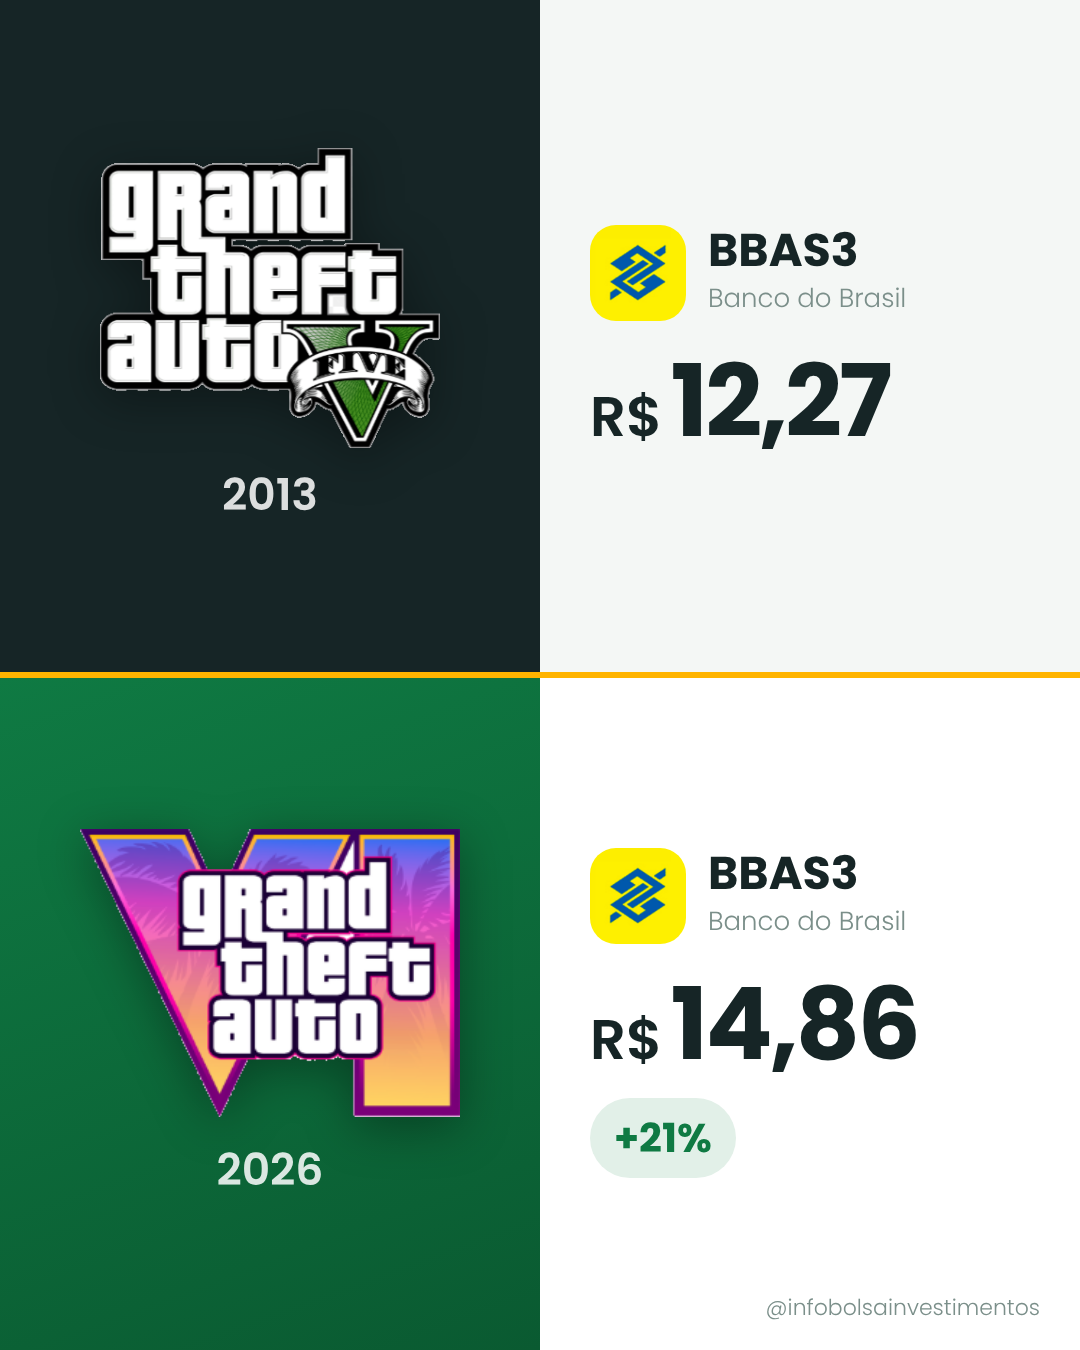 grand
theft
auto
V
FIVE
2013
BBAS3
Banco do Brasil
R$ 12,27
VI
grand
theft
auto
2026
BBAS3
Banco do Brasil
R$ 14,86
+21%
@infobolsainvestimentos